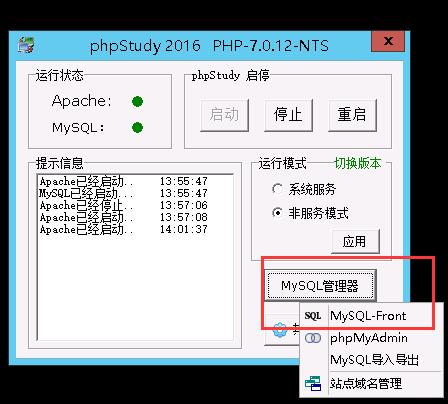 phpStudy 2016 PHP-7.0.12-NTS
x
运行状态
Apache:
MySQL:
phpStudy 启停
启动
停止
重启
提示信息
Apache已经启动.. 13:55:47
MySQL已经启动... 13:55:47
Apache已经停止.. 13:57:06
Apache已经启动.. 13:57:08
Apache已经启动.. 14:01:37
运行模式
切换版本
系统服务
非服务模式
应用
MySQL管理器
SQL MySQL-Front
phpMyAdmin
MySQL导入导出
站点域名管理